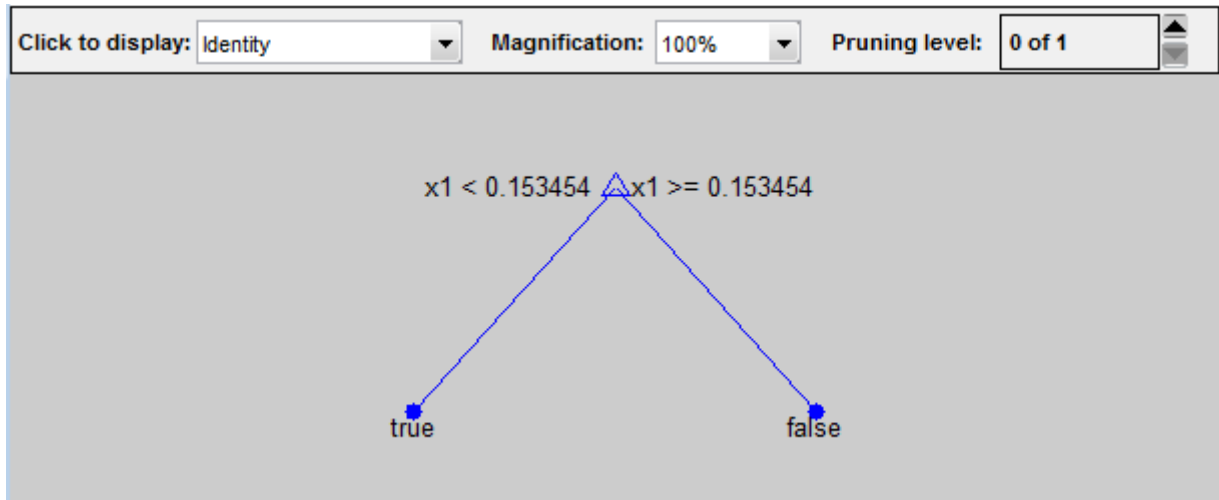 Click to display: Identity Magnification: 100% Pruning level: 0 of 1
x1 < 0.153454 x1 >= 0.153454
true false